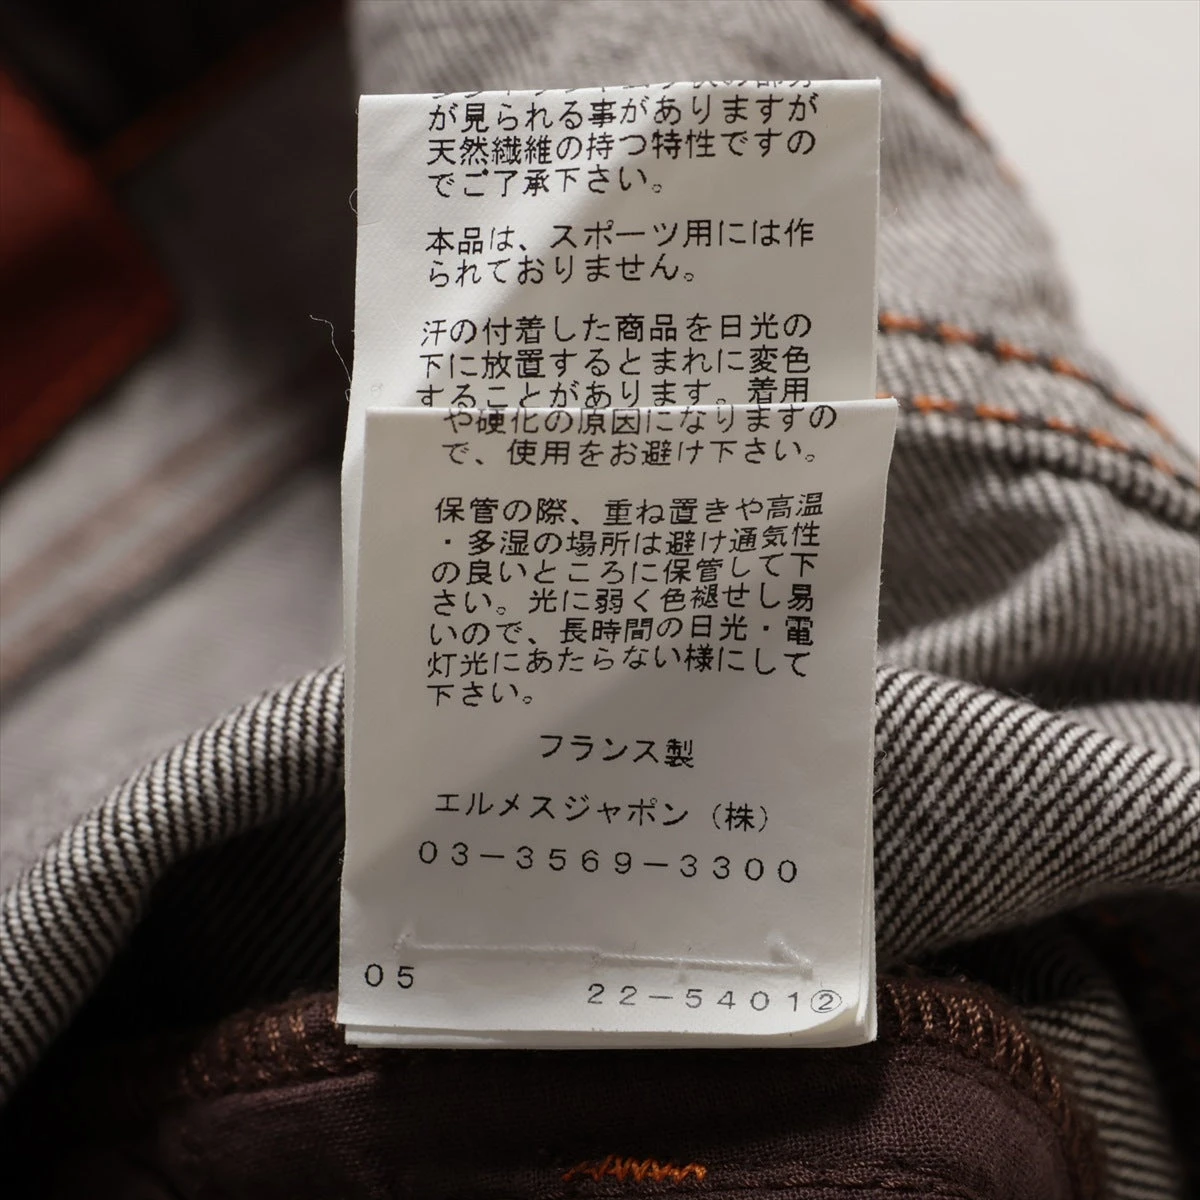 が見られる事がありますが
天然繊維の持つ特性ですの
でご了承下さい。
本品は、スポーツ用には作
られておりません。
汗の付着した商品を日光の
下に放置するとまれに変色
することがあります。着用
や硬化の原因になりますの
で、使用をお避け下さい。
保管の際、重ね置きや高温
・多湿の場所は避け通気性
の良いところに保管して下
さい。光に弱く色褪せし易
いので、長時間の日光・電
灯光にあたらない様にして
下さい。
フランス製
エルメスジャポン（株）
03-3569-3300
05
22-5401②